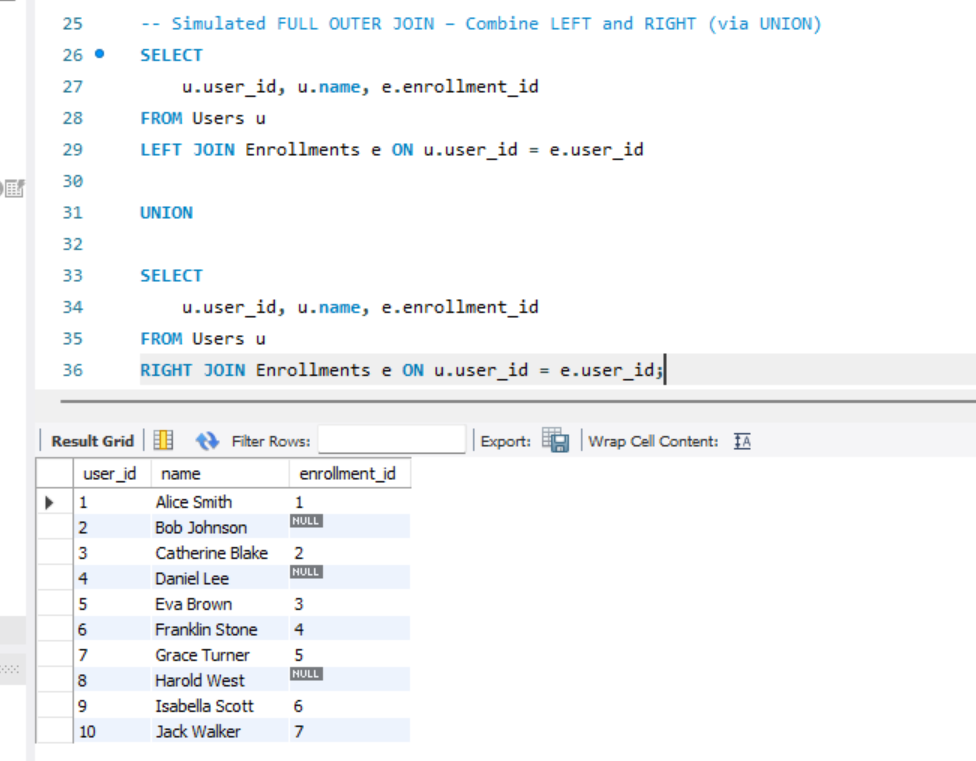 25 -- Simulated FULL OUTER JOIN – Combine LEFT and RIGHT (via UNION)
26 SELECT
27 u.user_id, u.name, e.enrollment_id
28 FROM Users u
29 LEFT JOIN Enrollments e ON u.user_id = e.user_id
30
31 UNION
32
33 SELECT
34 u.user_id, u.name, e.enrollment_id
35 FROM Users u
36 RIGHT JOIN Enrollments e ON u.user_id = e.user_id;
Result Grid Filter Rows: Export: Wrap Cell Content: IA
user_id name enrollment_id
1 Alice Smith 1
2 Bob Johnson NULL
3 Catherine Blake 2
4 Daniel Lee NULL
5 Eva Brown 3
6 Franklin Stone 4
7 Grace Turner 5
8 Harold West NULL
9 Isabella Scott 6
10 Jack Walker 7